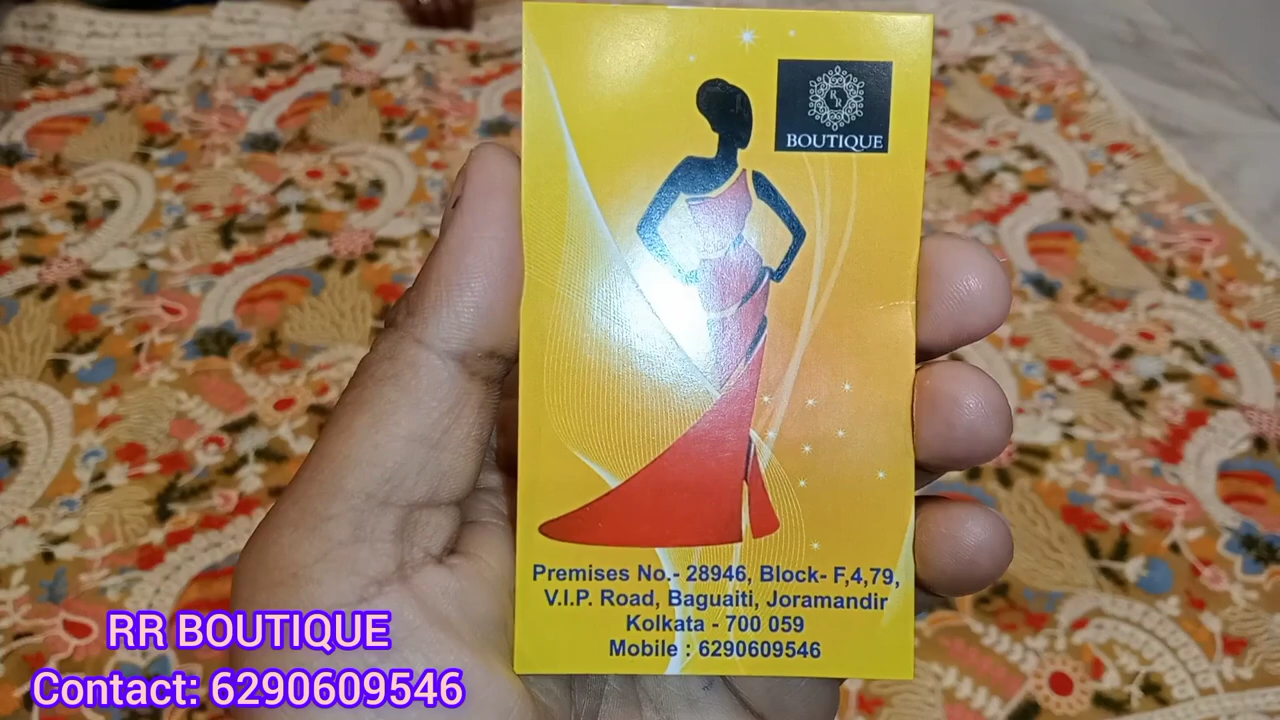 RR
BOUTIQUE
Premises No.- 28946, Block- F,4,79,
V.I.P. Road, Baguaiti, Joramandir
Kolkata - 700 059
Mobile : 6290609546
RR BOUTIQUE
Contact: 6290609546